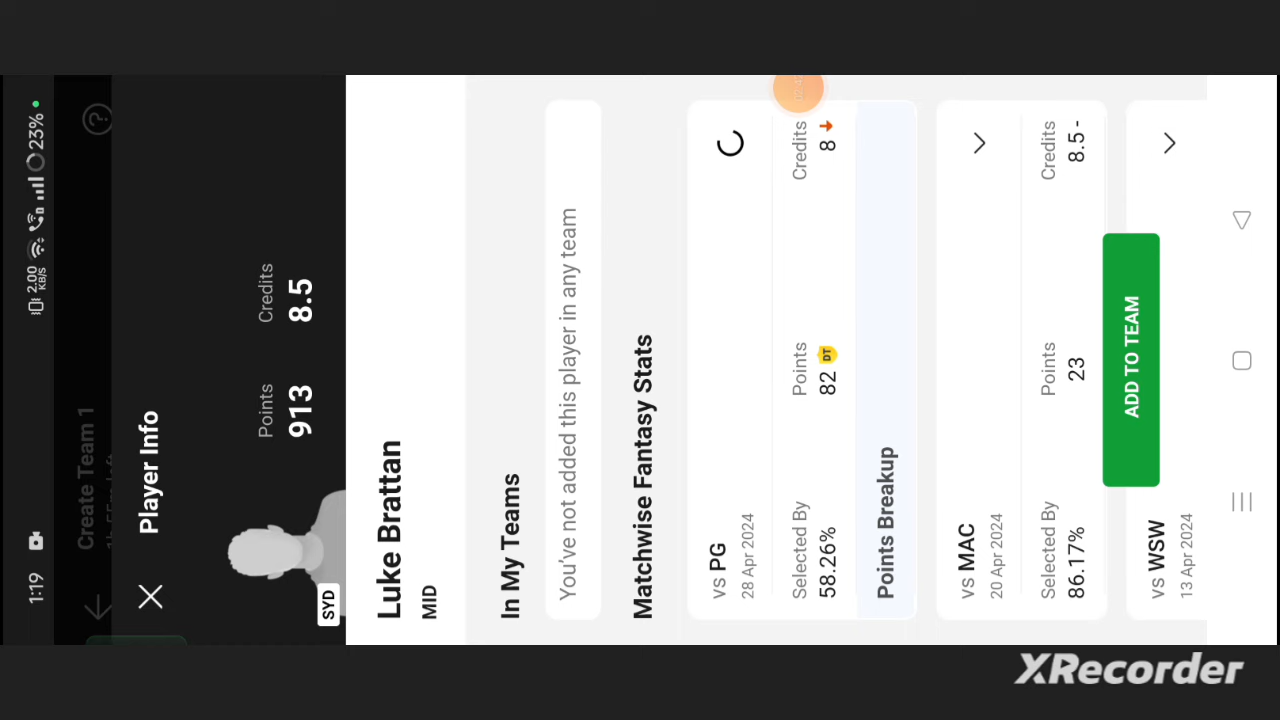 1:19
2.00
KB/S
23%
Create Team 1
1h 55m left
?
Player Info
SYD
Points
913
Credits
8.5
Luke Brattan
MID
In My Teams
You've not added this player in any team
Matchwise Fantasy Stats
vs PG
28 Apr 2024
Selected By
58.26%
Points
82 DT
Credits
8
Points Breakup
vs MAC
20 Apr 2024
Selected By
86.17%
Points
23
Credits
8.5 -
vs WSW
13 Apr 2024
ADD TO TEAM
XRecorder